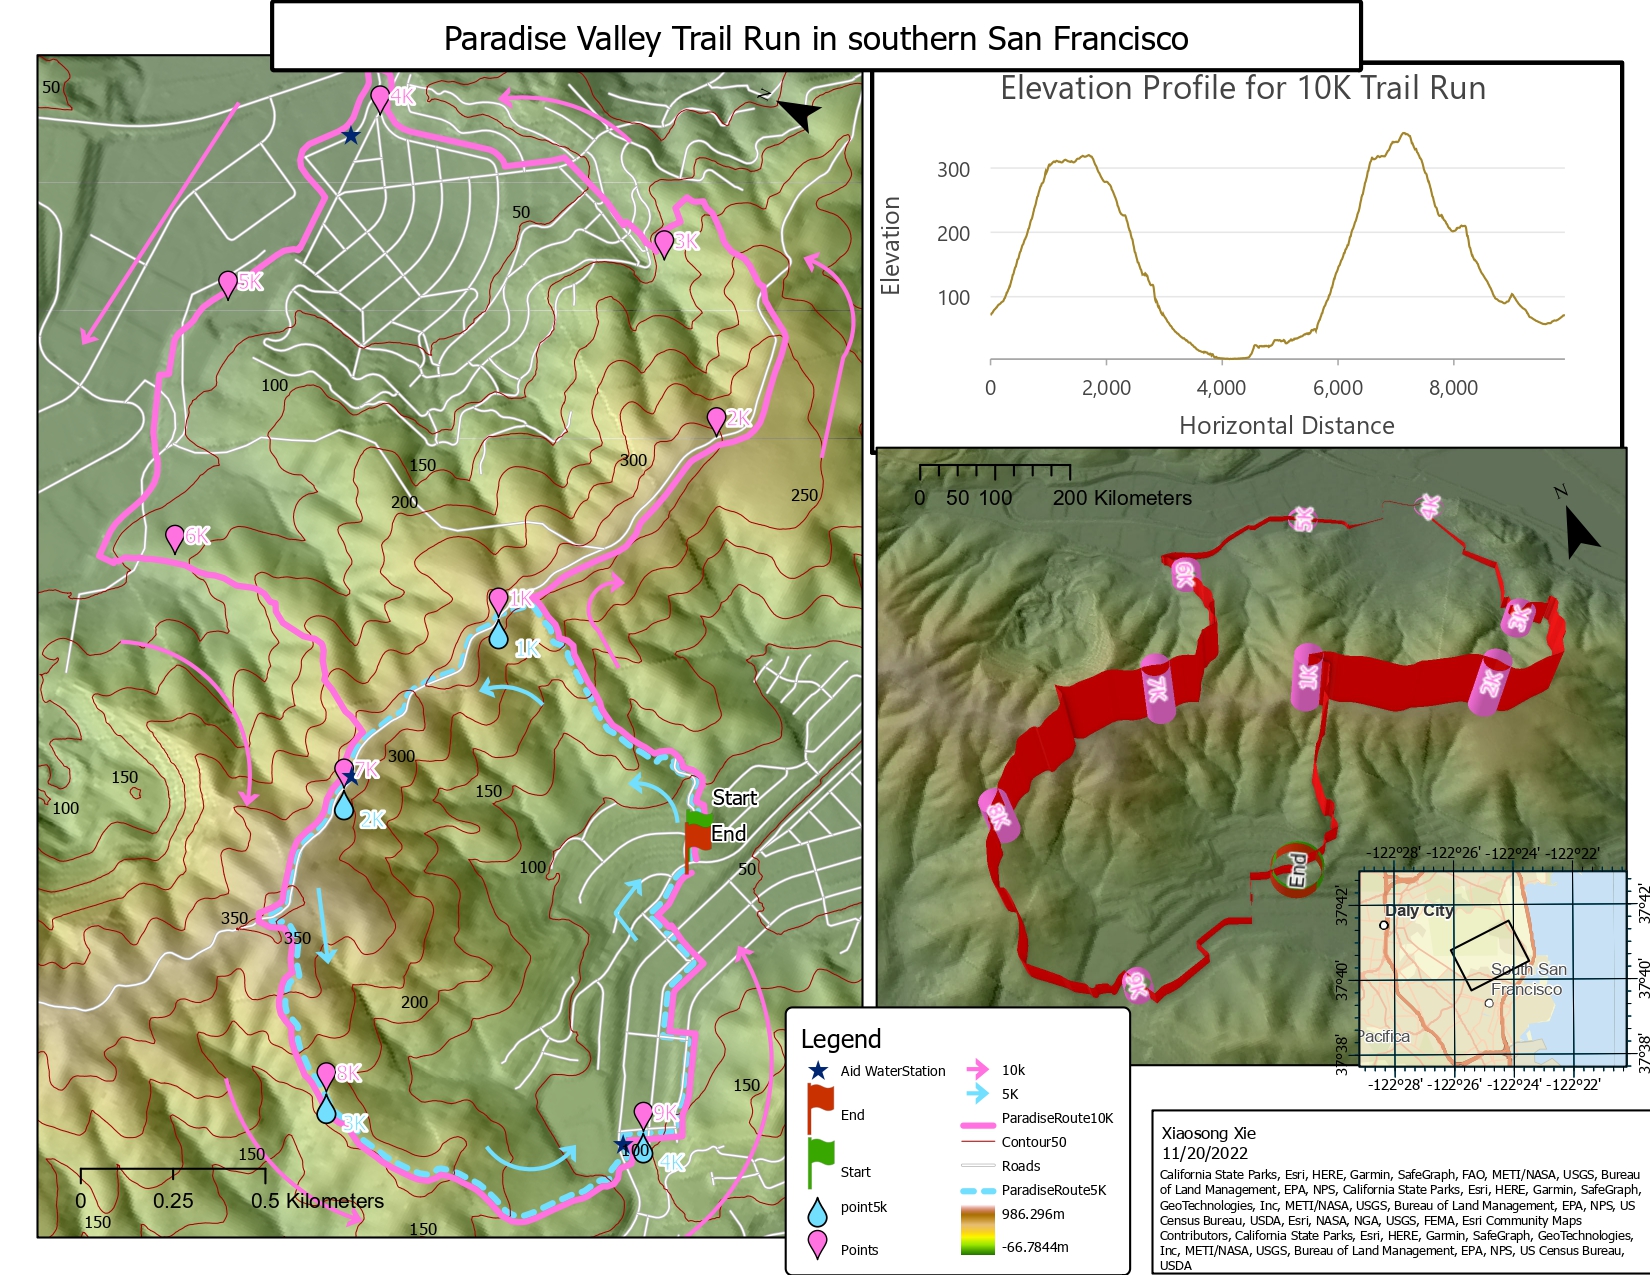 Paradise Valley Trail Run in southern San Francisco
50
4K
N
50
3K
5K
100
2K
150
300
200
250
6K
1K
1K
300
7K
150
150
100
2K
Start
End
100
50
350
350
200
8K
3K
150
9K
100
4K
150
0 0.25 0.5 Kilometers
150
150
Elevation Profile for 10K Trail Run
Elevation
300
200
100
0 2,000 4,000 6,000 8,000
Horizontal Distance
0 50 100 200 Kilometers
N
5K
4K
6K
3K
7K
1K
2K
8K
End
9K
-122°28' -122°26' -122°24' -122°22'
37°42'
37°40'
37°38'
37°42'
37°40'
37°38'
Daly City
South San
Francisco
Pacifica
-122°28' -122°26' -122°24' -122°22'
Legend
Aid WaterStation
End
Start
point5k
Points
10k
5K
ParadiseRoute10K
Contour50
Roads
ParadiseRoute5K
986.296m
-66.7844m
Xiaosong Xie
11/20/2022
California State Parks, Esri, HERE, Garmin, SafeGraph, FAO, METI/NASA, USGS, Bureau
of Land Management, EPA, NPS, California State Parks, Esri, HERE, Garmin, SafeGraph,
GeoTechnologies, Inc, METI/NASA, USGS, Bureau of Land Management, EPA, NPS, US
Census Bureau, USDA, Esri, NASA, NGA, USGS, FEMA, Esri Community Maps
Contributors, California State Parks, Esri, HERE, Garmin, SafeGraph, GeoTechnologies,
Inc, METI/NASA, USGS, Bureau of Land Management, EPA, NPS, US Census Bureau,
USDA